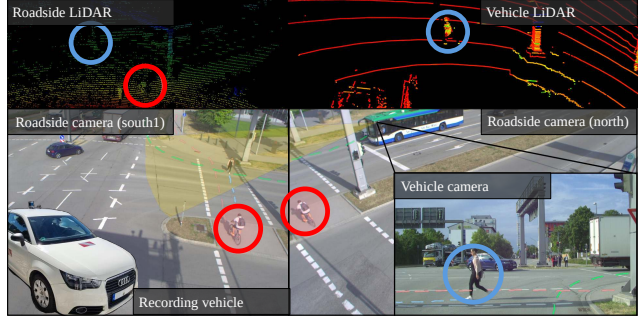 Roadside LiDAR
Vehicle LiDAR
Roadside camera (south1)
Roadside camera (north)
Vehicle camera
Recording vehicle